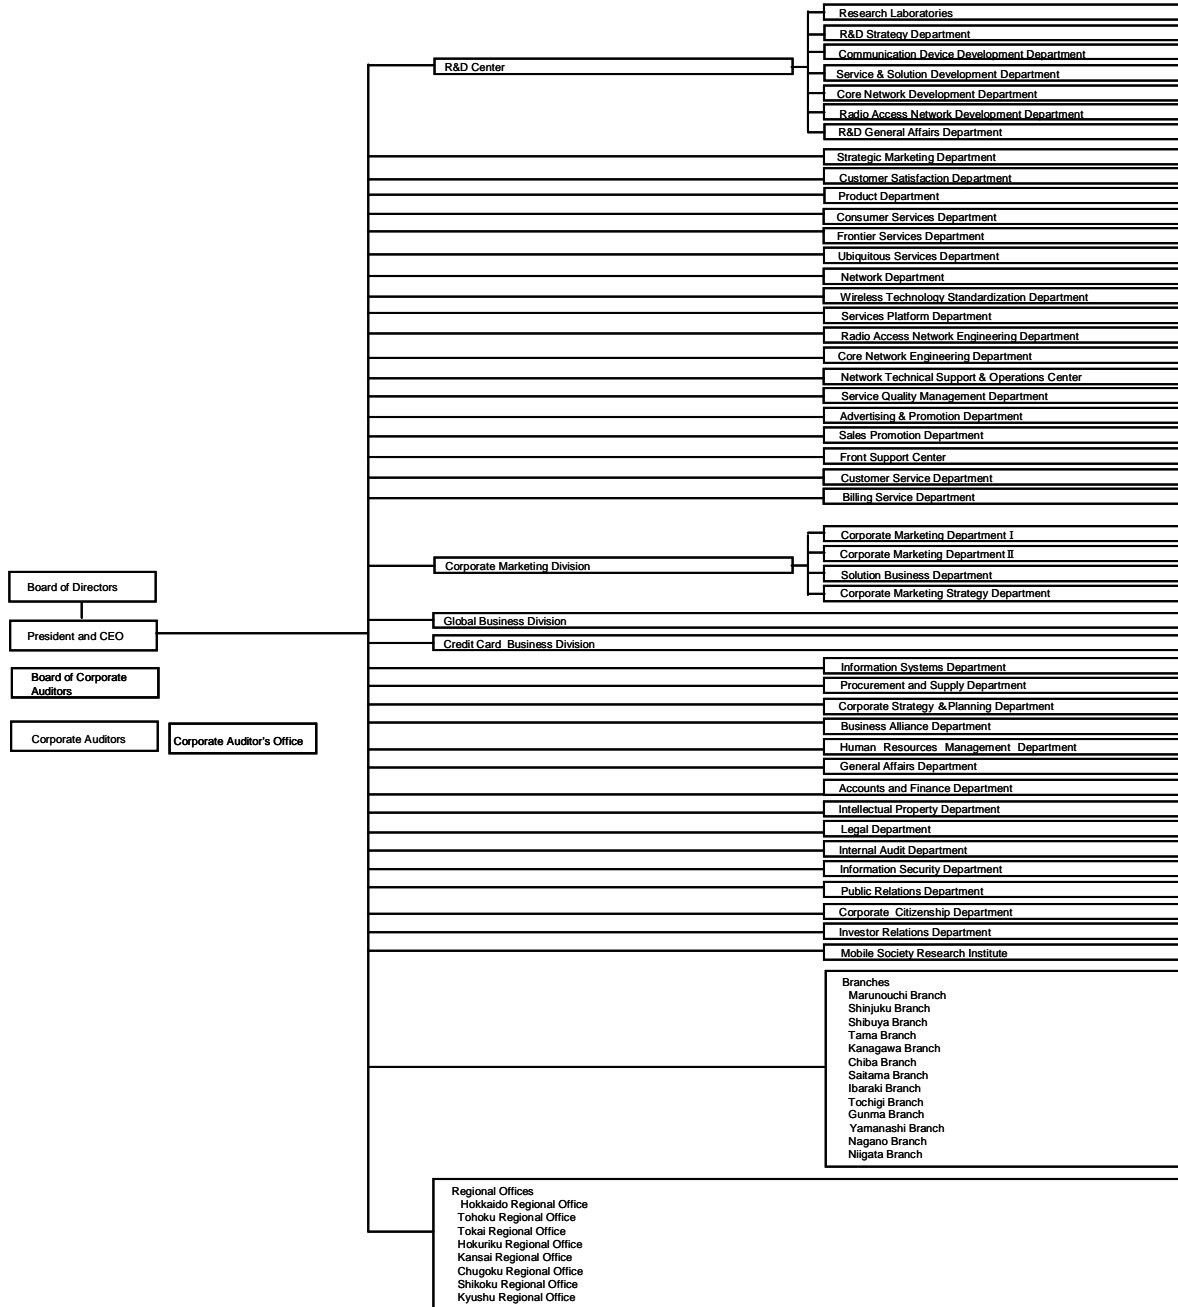 Research Laboratories
R&D Strategy Department
Communication Device Development Department
R&D Center
Service & Solution Development Department
Core Network Development Department
Radio Access Network Development Department
R&D General Affairs Department
Strategic Marketing Department
Customer Satisfaction Department
Product Department
Consumer Services Department
Frontier Services Department
Ubiquitous Services Department
Network Department
Wireless Technology Standardization Department
Services Platform Department
Radio Access Network Engineering Department
Core Network Engineering Department
Network Technical Support & Operations Center
Service Quality Management Department
Advertising & Promotion Department
Sales Promotion Department
Front Support Center
Customer Service Department
Billing Service Department
Corporate Marketing Department Ⅰ
Corporate Marketing Department Ⅱ
Corporate Marketing Division
Solution Business Department
Corporate Marketing Strategy Department
Board of Directors
President and CEO
Board of Corporate
Auditors
Corporate Auditors
Corporate Auditor's Office
Global Business Division
Credit Card Business Division
Information Systems Department
Procurement and Supply Department
Corporate Strategy & Planning Department
Business Alliance Department
Human Resources Management Department
General Affairs Department
Accounts and Finance Department
Intellectual Property Department
Legal Department
Internal Audit Department
Information Security Department
Public Relations Department
Corporate Citizenship Department
Investor Relations Department
Mobile Society Research Institute
Branches
Marunouchi Branch
Shinjuku Branch
Shibuya Branch
Tama Branch
Kanagawa Branch
Chiba Branch
Saitama Branch
Ibaraki Branch
Tochigi Branch
Gunma Branch
Yamanashi Branch
Nagano Branch
Niigata Branch
Regional Offices
Hokkaido Regional Office
Tohoku Regional Office
Tokai Regional Office
Hokuriku Regional Office
Kansai Regional Office
Chugoku Regional Office
Shikoku Regional Office
Kyushu Regional Office